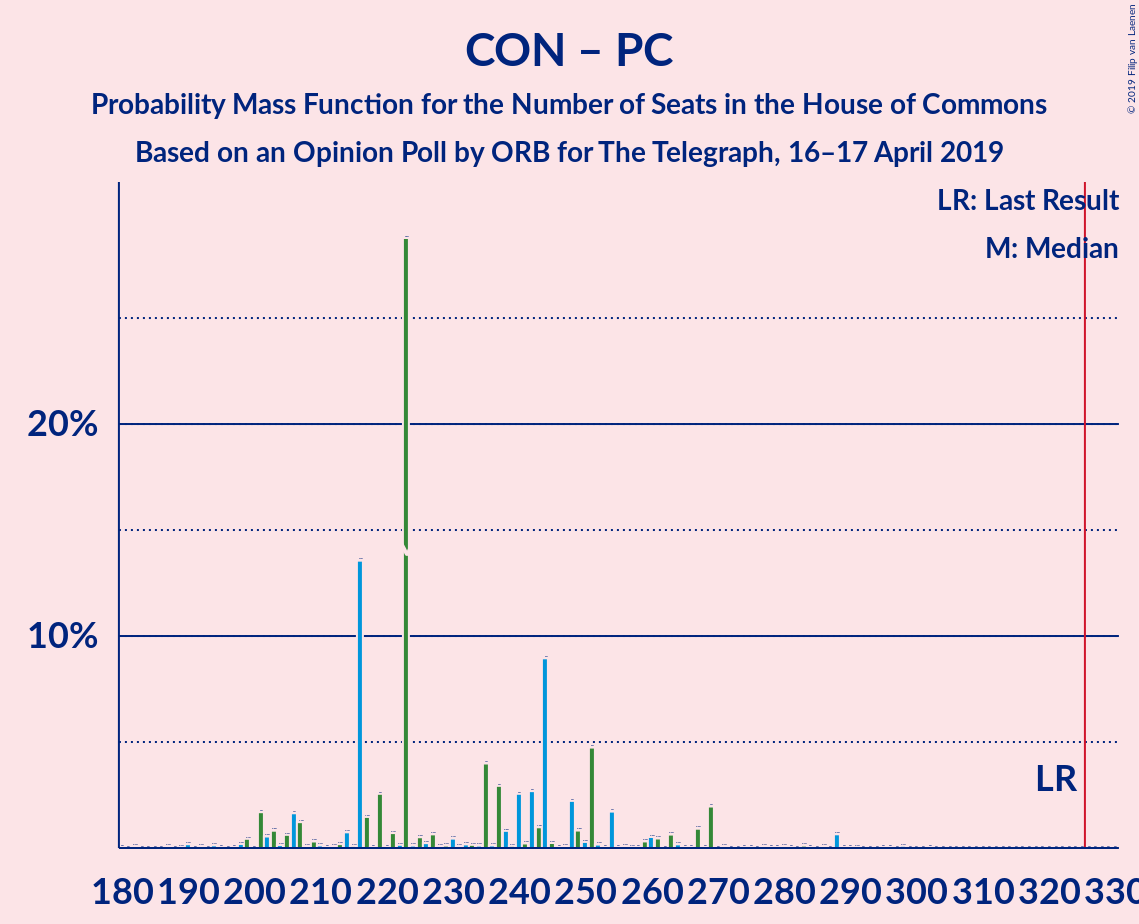 CON – PC
Probability Mass Function for the Number of Seats in the House of Commons
Based on an Opinion Poll by ORB for The Telegraph, 16–17 April 2019
© 2019 Filip van Laenen
LR: Last Result
M: Median
20%
10%
LR
180 190 200 210 220 230 240 250 260 270 280 290 300 310 320 330